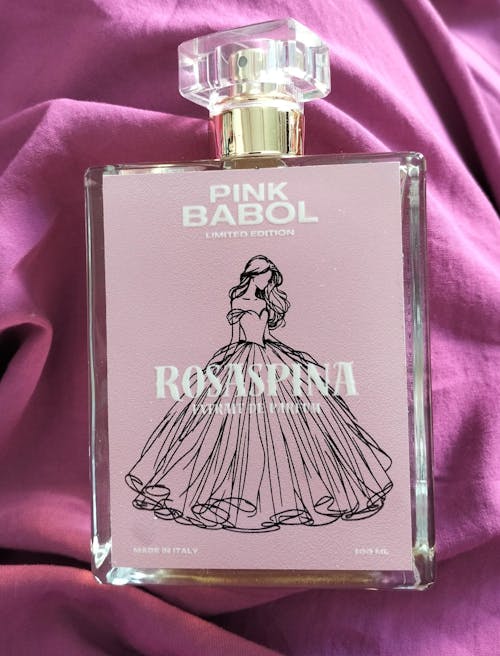 PINK
BABOL
LIMITED EDITION
ROSASPINA
EXTRAIT DE PARFUM
MADE IN ITALY
100 ML